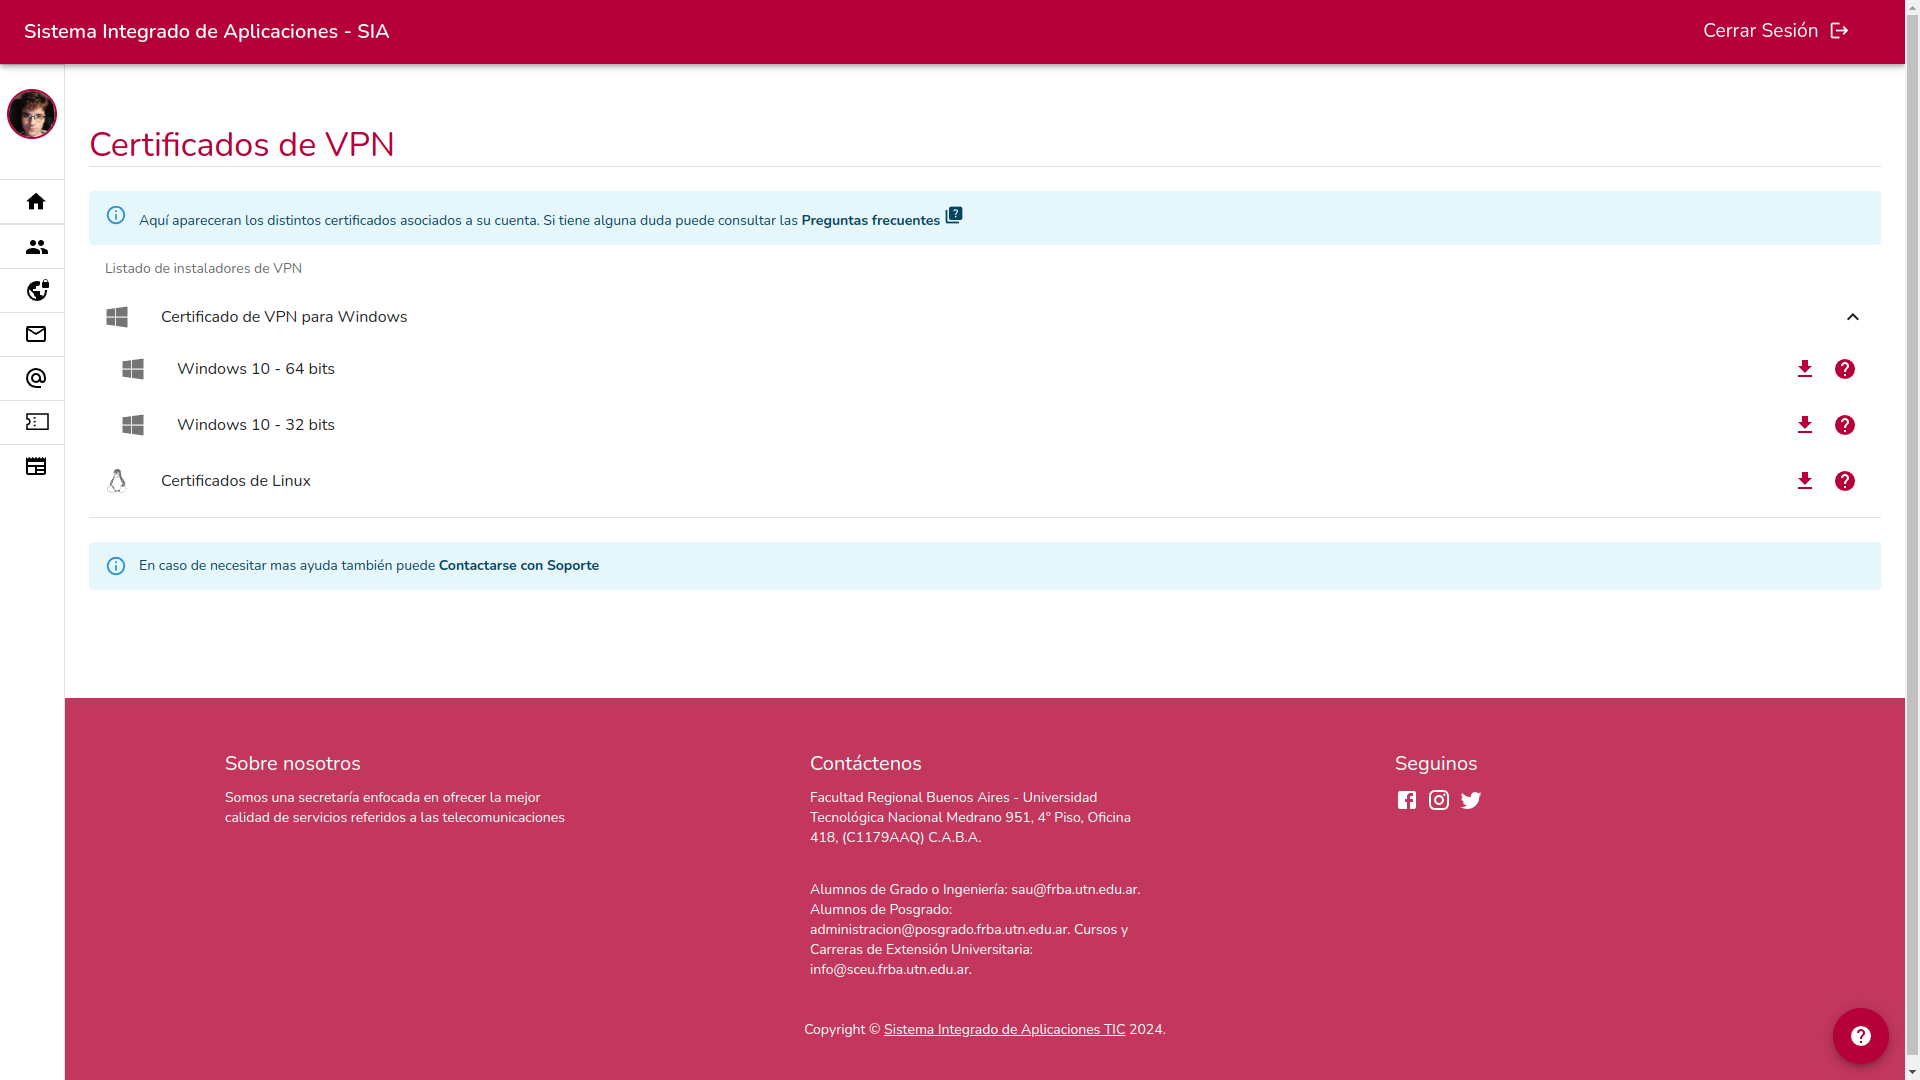 Sistema Integrado de Aplicaciones - SIA
Cerrar Sesión
Certificados de VPN
Aquí apareceran los distintos certificados asociados a su cuenta. Si tiene alguna duda puede consultar las Preguntas frecuentes
Listado de instaladores de VPN
Certificado de VPN para Windows
Windows 10 - 64 bits
Windows 10 - 32 bits
Certificados de Linux
En caso de necesitar mas ayuda también puede Contactarse con Soporte
Sobre nosotros
Somos una secretaría enfocada en ofrecer la mejor
calidad de servicios referidos a las telecomunicaciones
Contáctenos
Facultad Regional Buenos Aires - Universidad
Tecnológica Nacional Medrano 951, 4º Piso, Oficina
418, (C1179AAQ) C.A.B.A.
Alumnos de Grado o Ingeniería: sau@frba.utn.edu.ar.
Alumnos de Posgrado:
administracion@posgrado.frba.utn.edu.ar. Cursos y
Carreras de Extensión Universitaria:
info@sceu.frba.utn.edu.ar.
Seguinos
Copyright © Sistema Integrado de Aplicaciones TIC 2024.